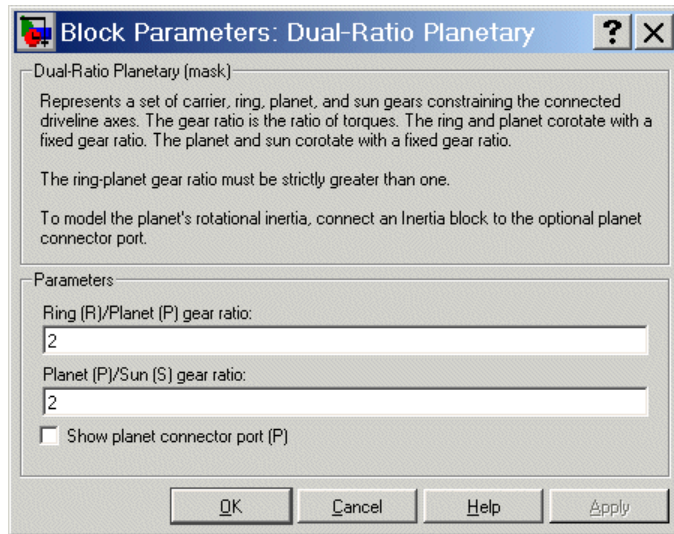 Block Parameters: Dual-Ratio Planetary
Dual-Ratio Planetary (mask)
Represents a set of carrier, ring, planet, and sun gears constraining the connected
driveline axes. The gear ratio is the ratio of torques. The ring and planet corotate with a
fixed gear ratio. The planet and sun corotate with a fixed gear ratio.
The ring-planet gear ratio must be strictly greater than one.
To model the planet's rotational inertia, connect an Inertia block to the optional planet
connector port.
Parameters
Ring (R)/Planet (P) gear ratio:
2
Planet (P)/Sun (S) gear ratio:
2
Show planet connector port (P)
OK Cancel Help Apply